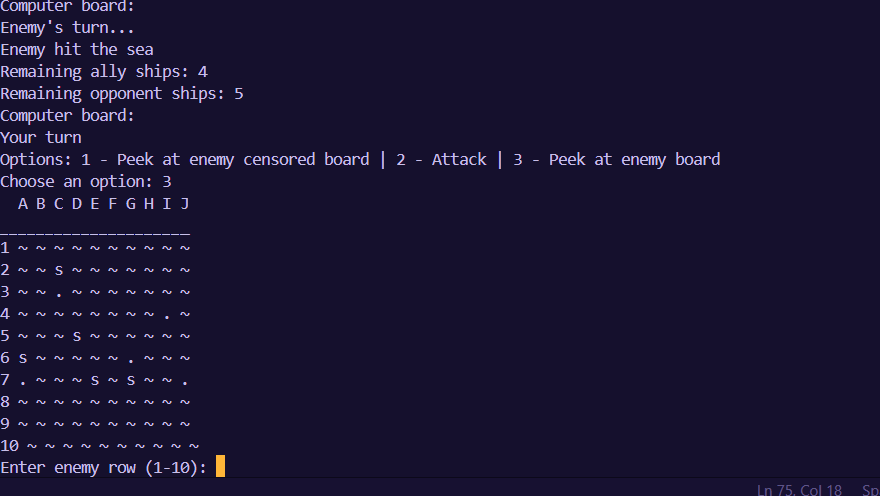 Computer board:
Enemy's turn...
Enemy hit the sea
Remaining ally ships: 4
Remaining opponent ships: 5
Computer board:
Your turn
Options: 1 - Peek at enemy censored board | 2 - Attack | 3 - Peek at enemy board
Choose an option: 3
  A B C D E F G H I J
_____________________
1 ~ ~ ~ ~ ~ ~ ~ ~ ~ ~
2 ~ ~ s ~ ~ ~ ~ ~ ~ ~
3 ~ ~ . ~ ~ ~ ~ ~ ~ ~
4 ~ ~ ~ ~ ~ ~ ~ ~ . ~
5 ~ ~ ~ s ~ ~ ~ ~ ~ ~
6 s ~ ~ ~ ~ ~ . ~ ~ ~
7 . ~ ~ ~ s ~ s ~ ~ .
8 ~ ~ ~ ~ ~ ~ ~ ~ ~ ~
9 ~ ~ ~ ~ ~ ~ ~ ~ ~ ~
10 ~ ~ ~ ~ ~ ~ ~ ~ ~ ~
Enter enemy row (1-10):
Ln 75, Col 18 Sp